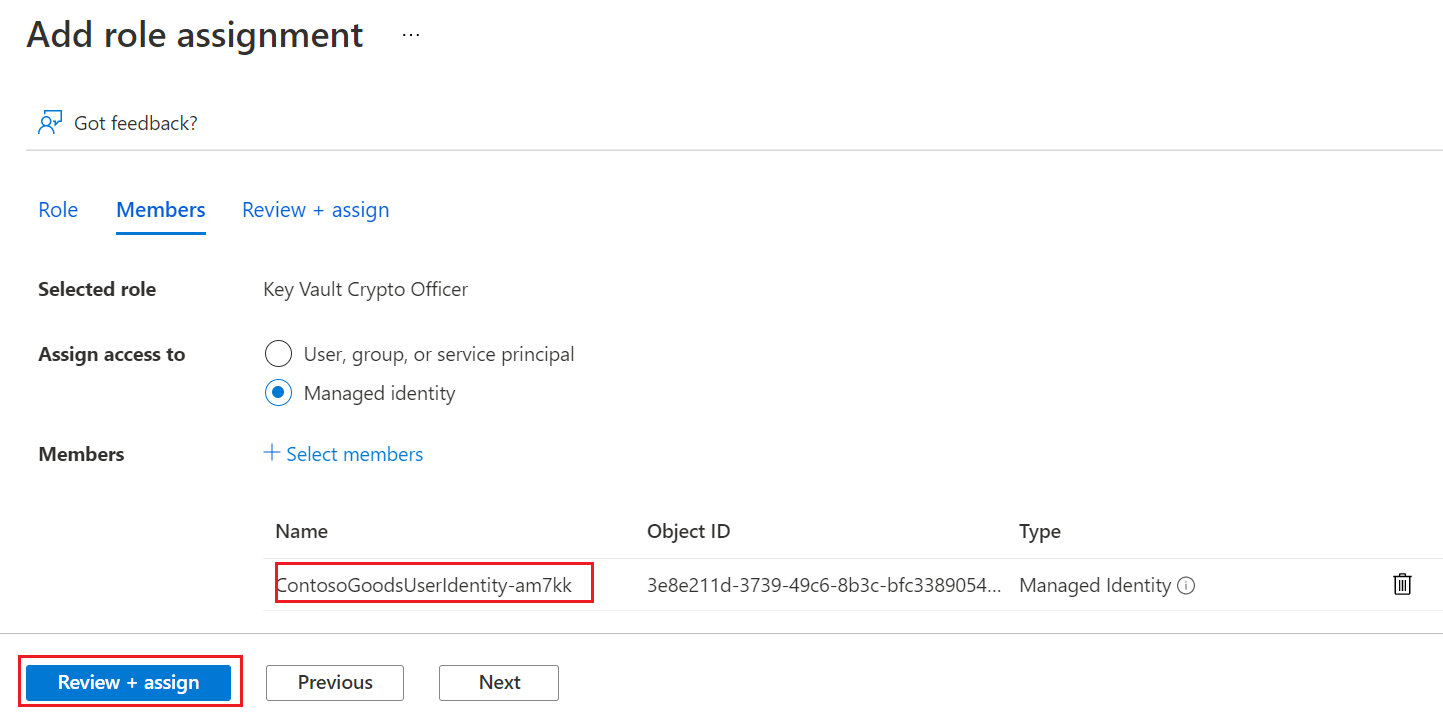 Add role assignment ...
Got feedback?
Role Members Review + assign
Selected role Key Vault Crypto Officer
Assign access to User, group, or service principal
Managed identity
Members + Select members
Name Object ID Type
ContosoGoodsUserIdentity-am7kk 3e8e211d-3739-49c6-8b3c-bfc3389054... Managed Identity
Review + assign Previous Next